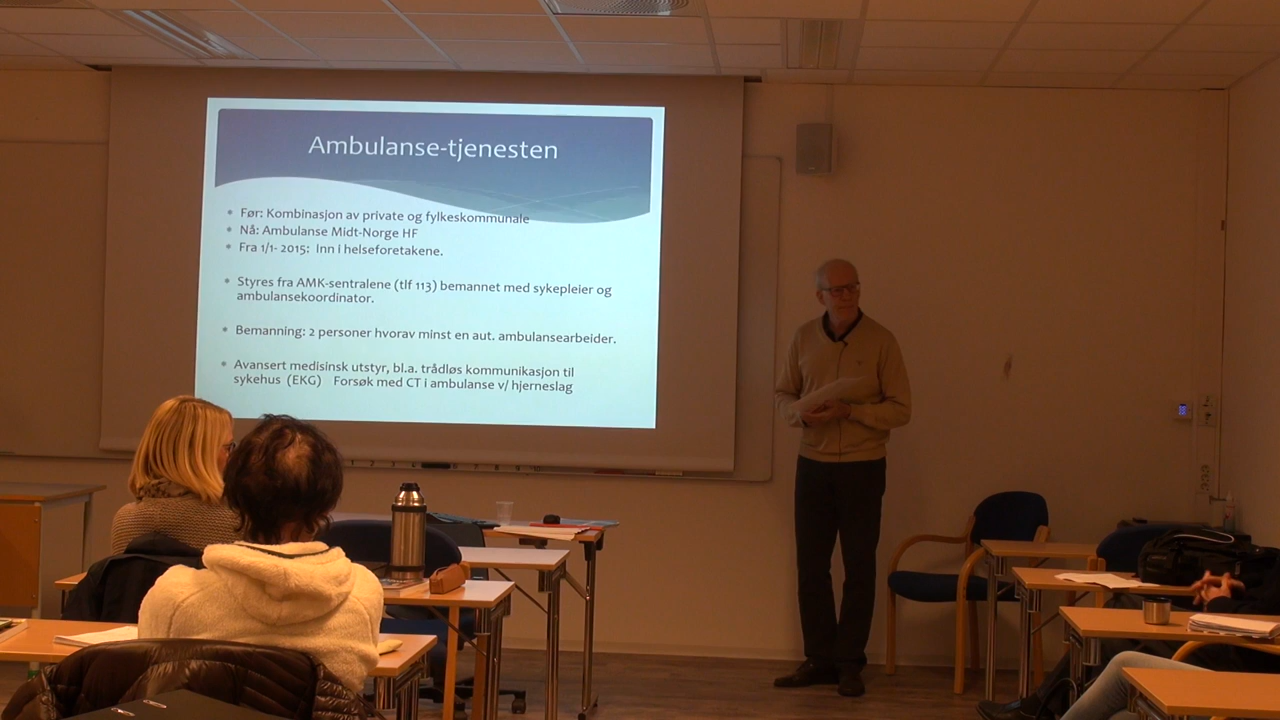 Ambulanse-tjenesten
Før: Kombinasjon av private og fylkeskommunale
Nå: Ambulanse Midt-Norge HF
Fra 1/1- 2015: Inn i helseforetakene.
Styres fra AMK-sentralene (tlf 113) bemannet med sykepleier og
ambulansekoordinator.
Bemanning: 2 personer hvorav minst en aut. ambulansearbeider.
Avansert medisinsk utstyr, bl.a. trådløs kommunikasjon til
sykehus (EKG) Forsøk med CT i ambulanse v/ hjerneslag